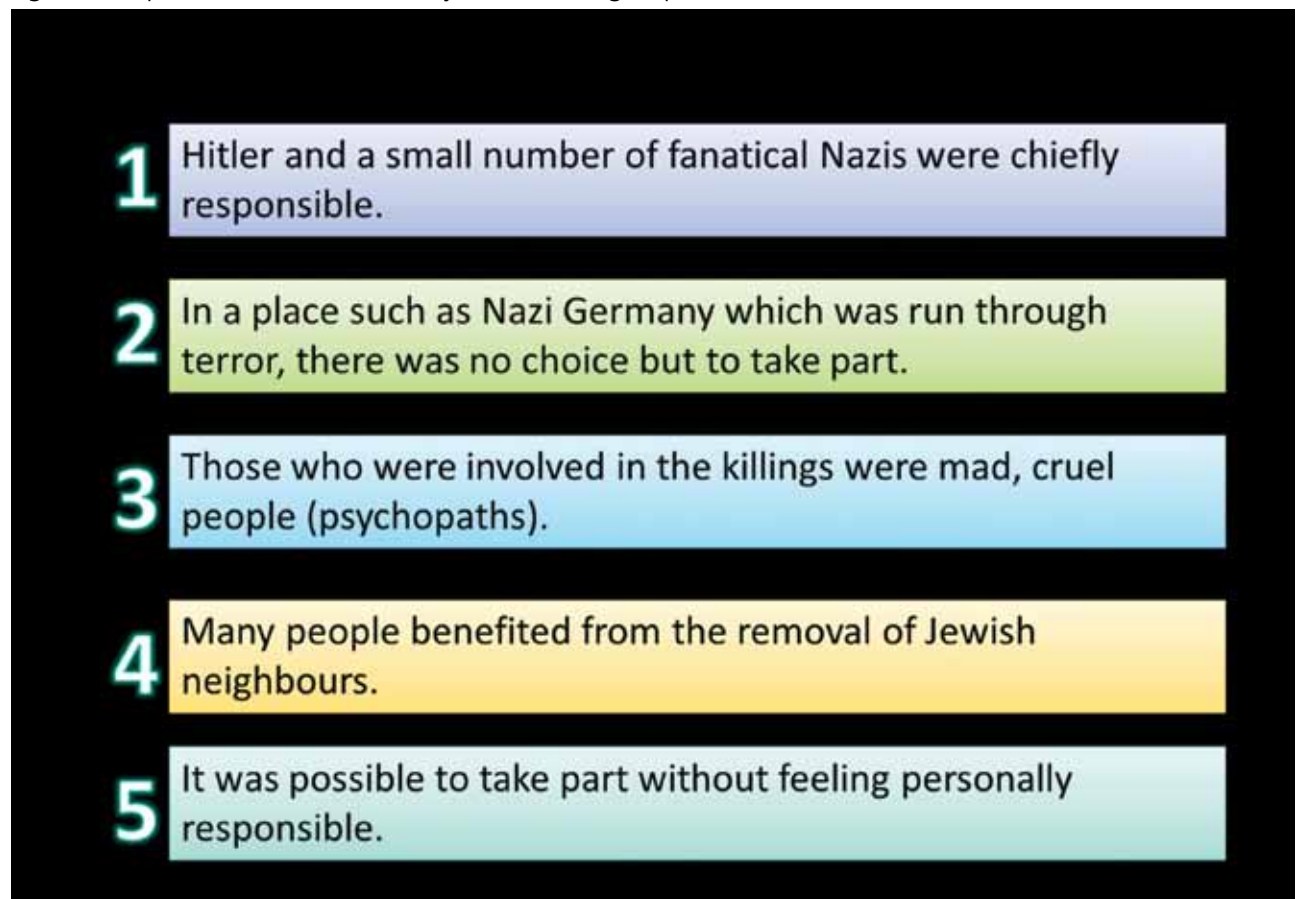 1 Hitler and a small number of fanatical Nazis were chiefly
responsible.
2 In a place such as Nazi Germany which was run through
terror, there was no choice but to take part.
3 Those who were involved in the killings were mad, cruel
people (psychopaths).
4 Many people benefited from the removal of Jewish
neighbours.
5 It was possible to take part without feeling personally
responsible.